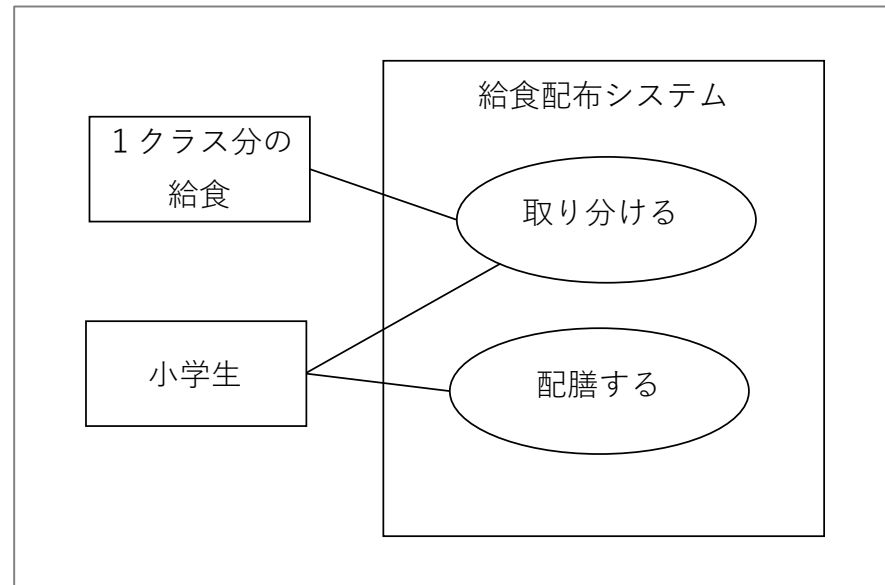 給食配布システム
１クラス分の
給食
取り分ける
小学生
配膳する